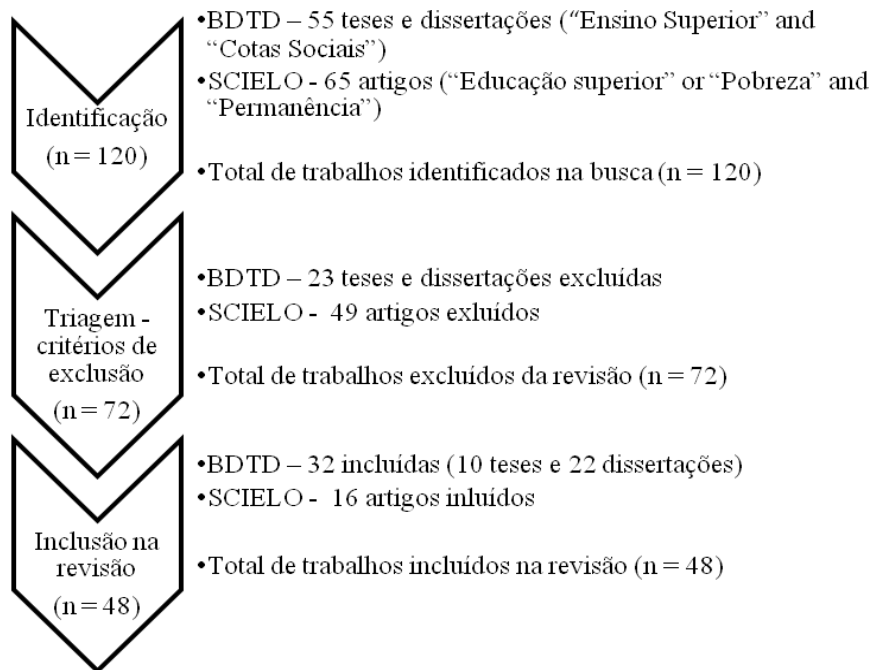 •BDTD – 55 teses e dissertações (“Ensino Superior” and
“Cotas Sociais”)
•SCIELO - 65 artigos (“Educação superior” or “Pobreza” and
“Permanência”)
Identificação
(n = 120)
•Total de trabalhos identificados na busca (n = 120)
•BDTD – 23 teses e dissertações excluídas
•SCIELO - 49 artigos exluídos
Triagem -
critérios de
exclusão
(n = 72)
•Total de trabalhos excluídos da revisão (n = 72)
•BDTD – 32 incluídas (10 teses e 22 dissertações)
•SCIELO - 16 artigos inluídos
Inclusão na
revisão
(n = 48)
•Total de trabalhos incluídos na revisão (n = 48)